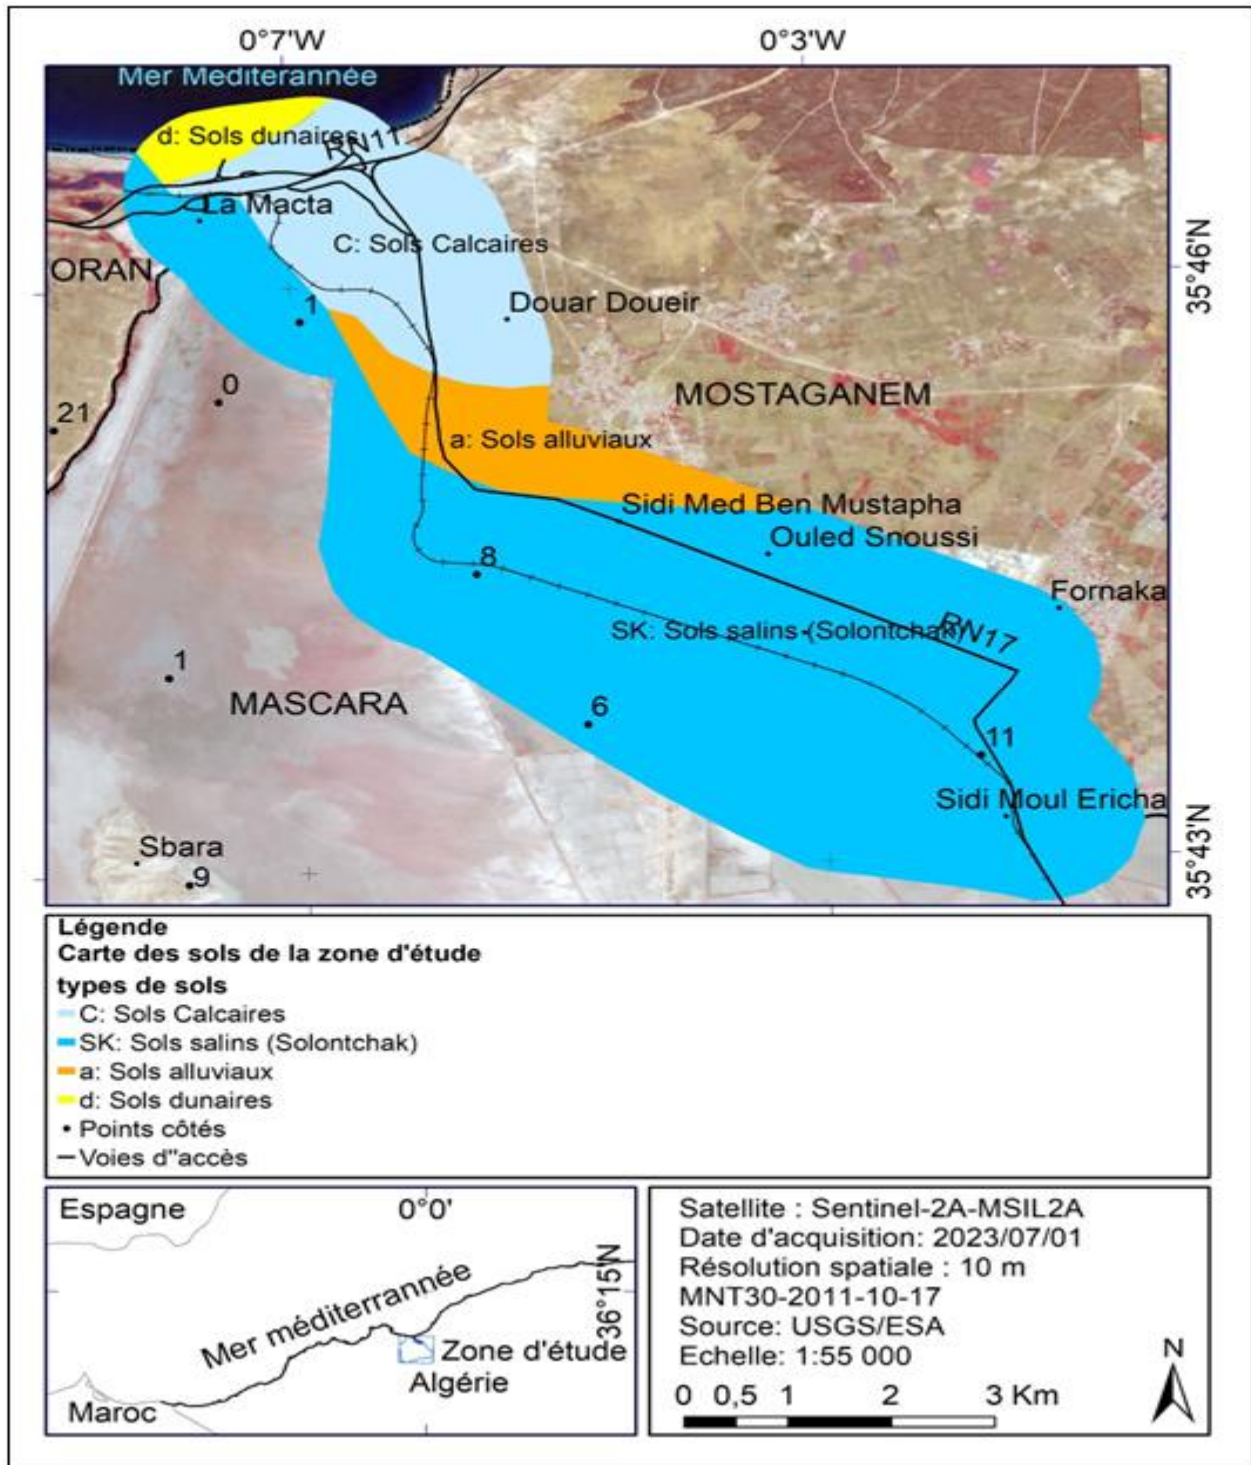 0°7'W
0°3'W
Mer Mediterannée
d: Sols dunaires
RN11
La Macta
C: Sols Calcaires
ORAN
35°46'N
1
Douar Doueir
0
MOSTAGANEM
21
a: Sols alluviaux
Sidi Med Ben Mustapha
Ouled Snoussi
8
Fornaka
SK: Sols salins (Solontchak)
RN17
1
MASCARA
6
11
Sidi Moul Ericha
Sbara
9
35°43'N
Légende
Carte des sols de la zone d'étude
types de sols
C: Sols Calcaires
SK: Sols salins (Solontchak)
a: Sols alluviaux
d: Sols dunaires
Points côtés
Voies d"accès
Espagne
0°0'
Mer méditerrannée
36°15'N
Zone d'étude
Algérie
Maroc
Satellite : Sentinel-2A-MSIL2A
Date d'acquisition: 2023/07/01
Résolution spatiale : 10 m
MNT30-2011-10-17
Source: USGS/ESA
Echelle: 1:55 000
N
0 0,5 1 2 3 Km